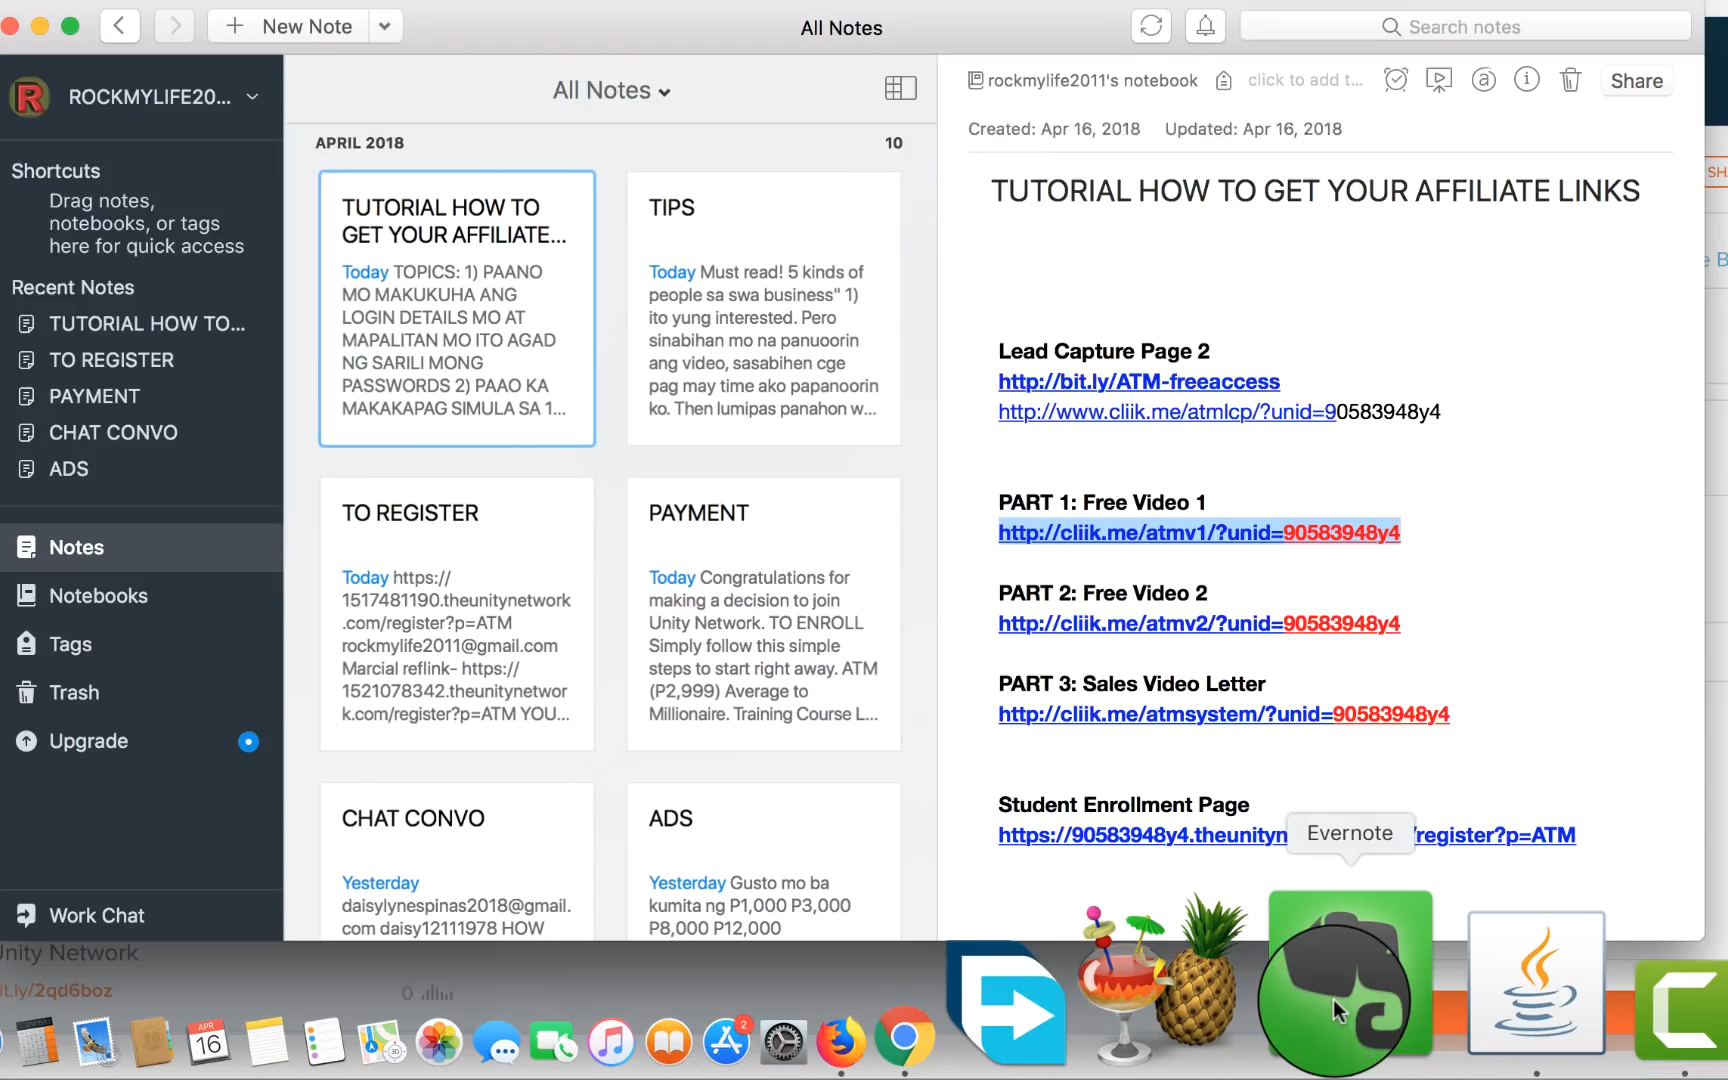 New Note
All Notes
Search notes
ROCKMYLIFE20...
Shortcuts
Drag notes,
notebooks, or tags
here for quick access
Recent Notes
TUTORIAL HOW TO...
TO REGISTER
PAYMENT
CHAT CONVO
ADS
Notes
Notebooks
Tags
Trash
Upgrade
Work Chat
All Notes
APRIL 2018 10
TUTORIAL HOW TO
GET YOUR AFFILIATE...
Today TOPICS: 1) PAANO
MO MAKUKUHA ANG
LOGIN DETAILS MO AT
MAPALITAN MO ITO AGAD
NG SARILI MONG
PASSWORDS 2) PAAO KA
MAKAKAPAG SIMULA SA 1...
TIPS
Today Must read! 5 kinds of
people sa swa business" 1)
ito yung interested. Pero
sinabihan mo na panuoorin
ang video, sasabihen cge
pag may time ako papanoorin
ko. Then lumipas panahon w...
TO REGISTER
Today https://
1517481190.theunitynetwork
.com/register?p=ATM
rockmylife2011@gmail.com
Marcial reflink- https://
1521078342.theunitynetwor
k.com/register?p=ATM YOU...
PAYMENT
Today Congratulations for
making a decision to join
Unity Network. TO ENROLL
Simply follow this simple
steps to start right away. ATM
(P2,999) Average to
Millionaire. Training Course L...
CHAT CONVO
Yesterday
daisylynespinas2018@gmail.
com daisy12111978 HOW
ADS
Yesterday Gusto mo ba
kumita ng P1,000 P3,000
P8,000 P12,000
rockmylife2011's notebook click to add t... Share
Created: Apr 16, 2018 Updated: Apr 16, 2018
TUTORIAL HOW TO GET YOUR AFFILIATE LINKS
Lead Capture Page 2
http://bit.ly/ATM-freeaccess
http://www.cliik.me/atmlcp/?unid=90583948y4
PART 1: Free Video 1
http://cliik.me/atmv1/?unid=90583948y4
PART 2: Free Video 2
http://cliik.me/atmv2/?unid=90583948y4
PART 3: Sales Video Letter
http://cliik.me/atmsystem/?unid=90583948y4
Student Enrollment Page
https://90583948y4.theunityn /register?p=ATM
Evernote
SH
B
nity Network
it.ly/2qd6boz
0
APR
16
3D
2